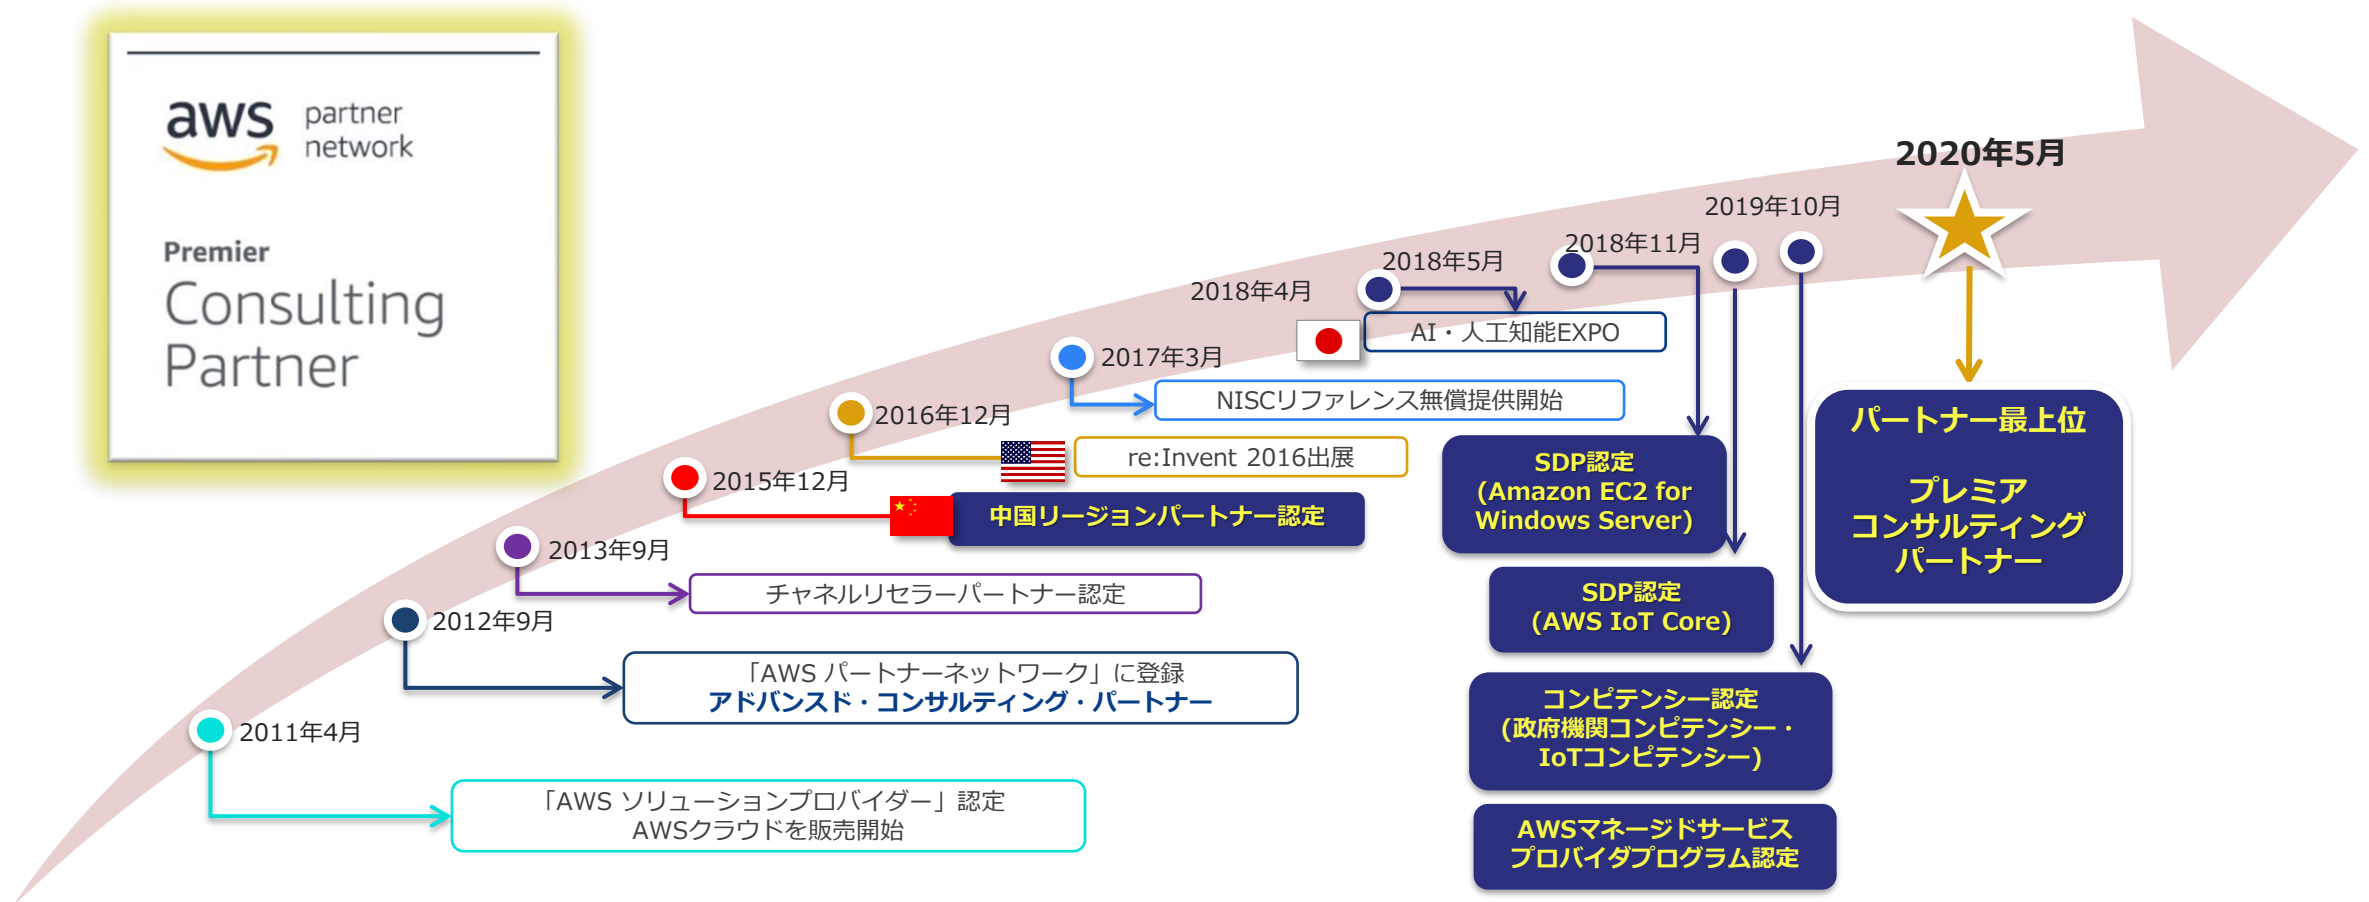 aws
partner
network
Premier
Consulting
Partner
2011年4月
「AWS ソリューションプロバイダー」認定
AWSクラウドを販売開始
2012年9月
「AWS パートナーネットワーク」に登録
アドバンスド・コンサルティング・パートナー
2013年9月
チャネルリセラーパートナー認定
2015年12月
中国リージョンパートナー認定
2016年12月
re:Invent 2016出展
2017年3月
NISCリファレンス無償提供開始
2018年4月
AI・人工知能EXPO
2018年5月
SDP認定
(Amazon EC2 for
Windows Server)
2018年11月
SDP認定
(AWS IoT Core)
2019年10月
コンピテンシー認定
(政府機関コンピテンシー・
IoTコンピテンシー)
AWSマネージドサービス
プロバイダプログラム認定
2020年5月
パートナー最上位
プレミア
コンサルティング
パートナー